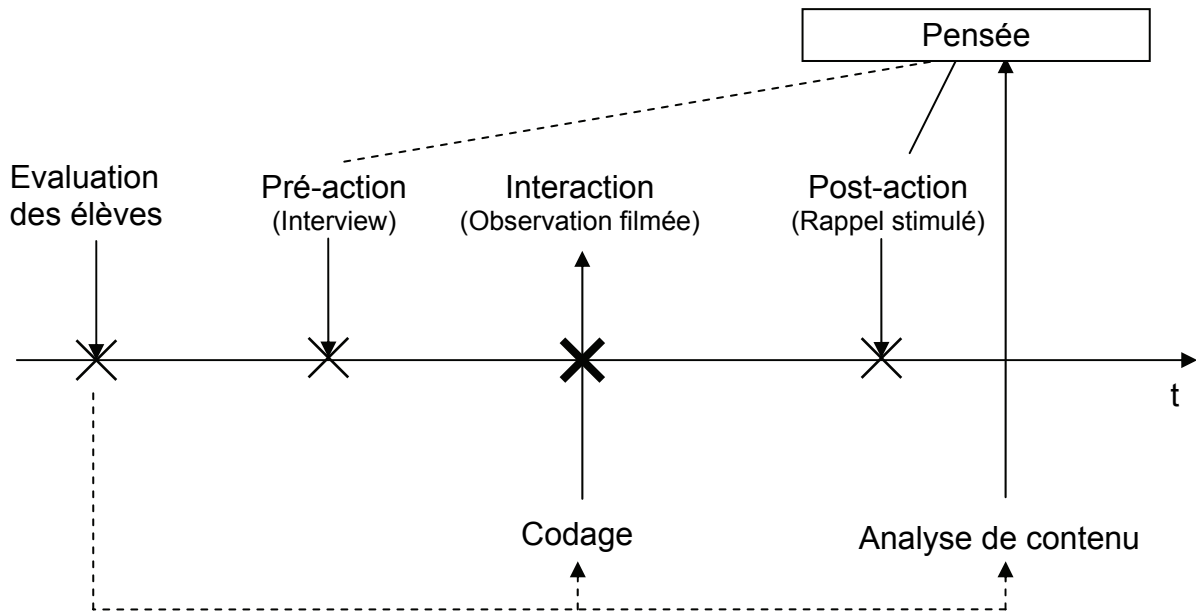 Pensée
Evaluation
des élèves
Pré-action
(Interview)
Interaction
(Observation filmée)
Post-action
(Rappel stimulé)
t
Codage
Analyse de contenu